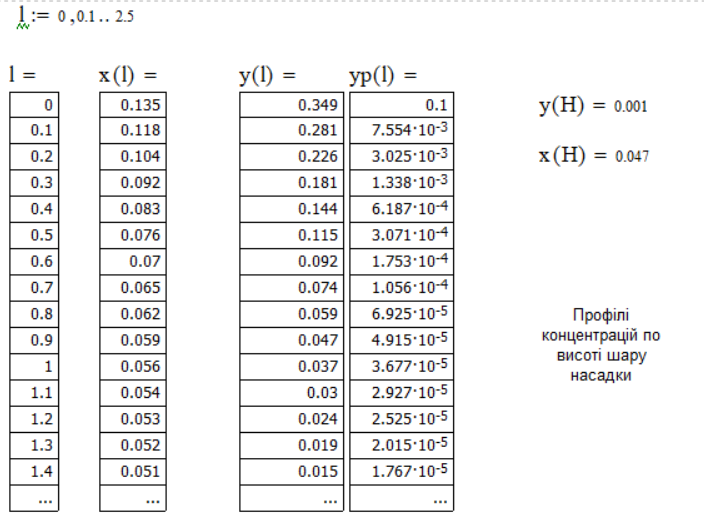 l := 0 ,0.1 .. 2.5
l = x(l) = y(l) = yp(l) =
0 0.135 0.349 0.1
0.1 0.118 0.281 7.554·10⁻³
0.2 0.104 0.226 3.025·10⁻³
0.3 0.092 0.181 1.338·10⁻³
0.4 0.083 0.144 6.187·10⁻⁴
0.5 0.076 0.115 3.071·10⁻⁴
0.6 0.07 0.092 1.753·10⁻⁴
0.7 0.065 0.074 1.056·10⁻⁴
0.8 0.062 0.059 6.925·10⁻⁵
0.9 0.059 0.047 4.915·10⁻⁵
1 0.056 0.037 3.677·10⁻⁵
1.1 0.054 0.03 2.927·10⁻⁵
1.2 0.053 0.024 2.525·10⁻⁵
1.3 0.052 0.019 2.015·10⁻⁵
1.4 0.051 0.015 1.767·10⁻⁵
... ... ... ...
y(H) = 0.001
x(H) = 0.047
Профілі
концентрацій по
висоті шару
насадки